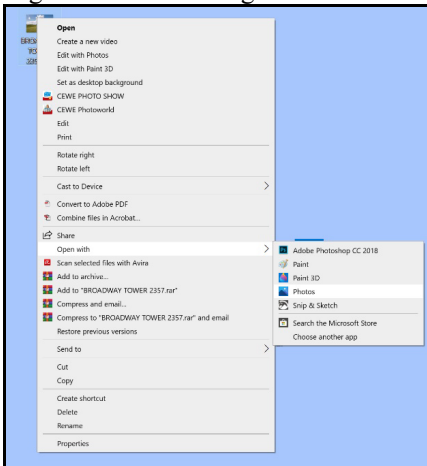 Open
Create a new video
Edit with Photos
Edit with Paint 3D
Set as desktop background
CEWE PHOTO SHOW
CEWE Photoworld
Edit
Print
Rotate right
Rotate left
Cast to Device
Convert to Adobe PDF
Combine files in Acrobat...
Share
Open with
Scan selected files with Avira
Add to archive...
Add to "BROADWAY TOWER 2357.rar"
Compress and email...
Compress to "BROADWAY TOWER 2357.rar" and email
Restore previous versions
Send to
Cut
Copy
Create shortcut
Delete
Rename
Properties
Adobe Photoshop CC 2018
Paint
Paint 3D
Photos
Snip & Sketch
Search the Microsoft Store
Choose another app